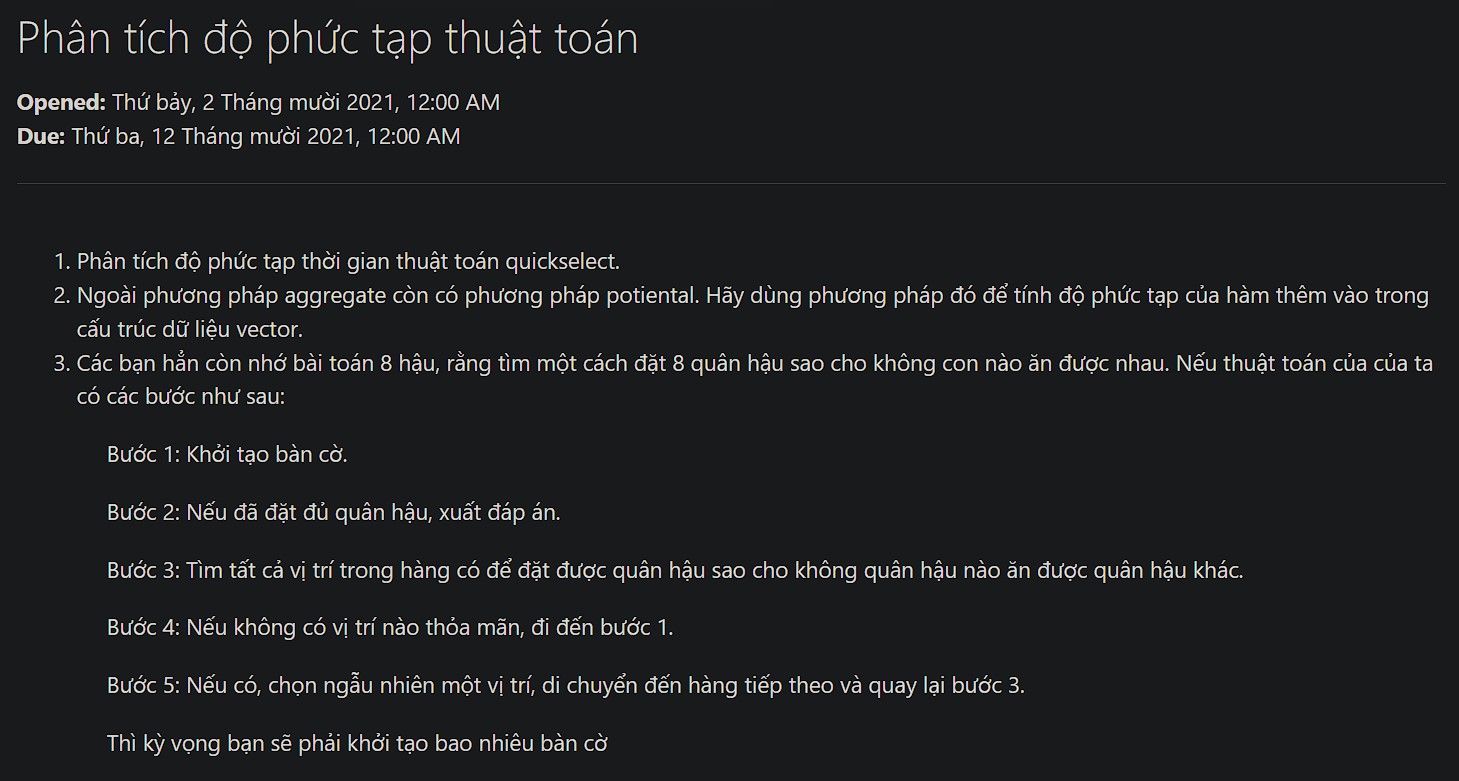 Phân tích độ phức tạp thuật toán
Opened: Thứ bảy, 2 Tháng mười 2021, 12:00 AM
Due: Thứ ba, 12 Tháng mười 2021, 12:00 AM
1. Phân tích độ phức tạp thời gian thuật toán quickselect.
2. Ngoài phương pháp aggregate còn có phương pháp potiental. Hãy dùng phương pháp đó để tính độ phức tạp của hàm thêm vào trong
cấu trúc dữ liệu vector.
3. Các bạn hẳn còn nhớ bài toán 8 hậu, rằng tìm một cách đặt 8 quân hậu sao cho không con nào ăn được nhau. Nếu thuật toán của của ta
có các bước như sau:
Bước 1: Khởi tạo bàn cờ.
Bước 2: Nếu đã đặt đủ quân hậu, xuất đáp án.
Bước 3: Tìm tất cả vị trí trong hàng có để đặt được quân hậu sao cho không quân hậu nào ăn được quân hậu khác.
Bước 4: Nếu không có vị trí nào thỏa mãn, đi đến bước 1.
Bước 5: Nếu có, chọn ngẫu nhiên một vị trí, di chuyển đến hàng tiếp theo và quay lại bước 3.
Thì kỳ vọng bạn sẽ phải khởi tạo bao nhiêu bàn cờ